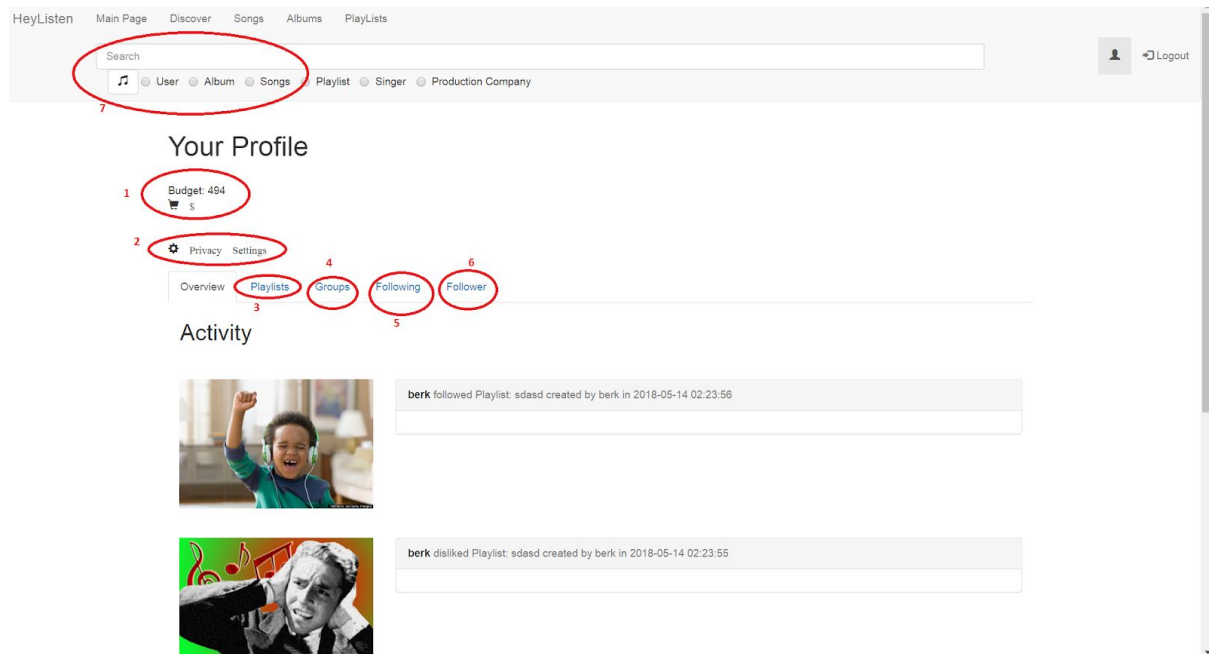 HeyListen Main Page Discover Songs Albums PlayLists
Search
Logout
User Album Songs Playlist Singer Production Company
7
Your Profile
1 Budget: 494
S
2 Privacy Settings
4 6
Overview Playlists Groups Following Follower
3 5
Activity
berk followed Playlist: sdasd created by berk in 2018-05-14 02:23:56
berk disliked Playlist: sdasd created by berk in 2018-05-14 02:23:55